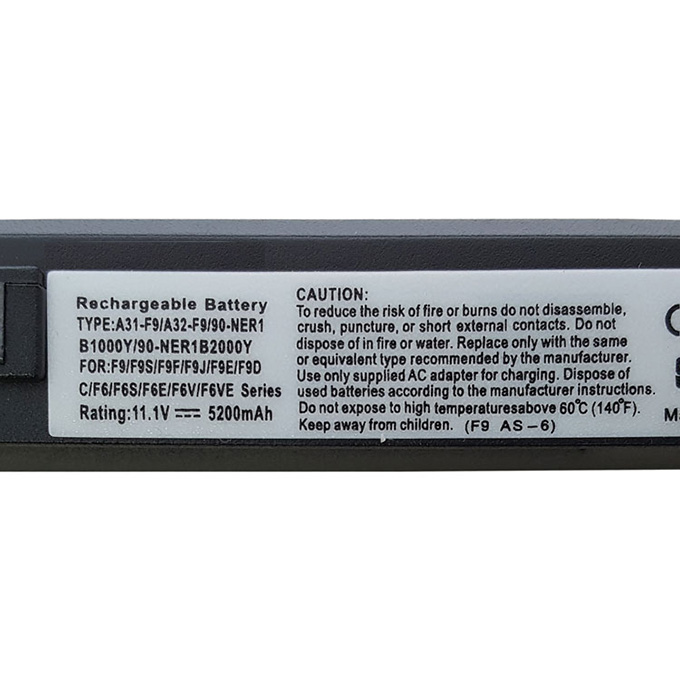 Rechargeable Battery
TYPE:A31-F9/A32-F9/90-NER1
B1000Y/90-NER1B2000Y
FOR:F9/F9S/F9F/F9J/F9E/F9D
C/F6/F6S/F6E/F6V/F6VE Series
Rating:11.1V 5200mAh
CAUTION:
To reduce the risk of fire or burns do not disassemble,
crush, puncture, or short external contacts. Do not
dispose of in fire or water. Replace only with the same
or equivalent type recommended by the manufacturer.
Use only supplied AC adapter for charging. Dispose of
used batteries according to the manufacturer instructions.
Do not expose to high temperaturesabove 60°C (140°F).
Keep away from children. (F9 AS-6)